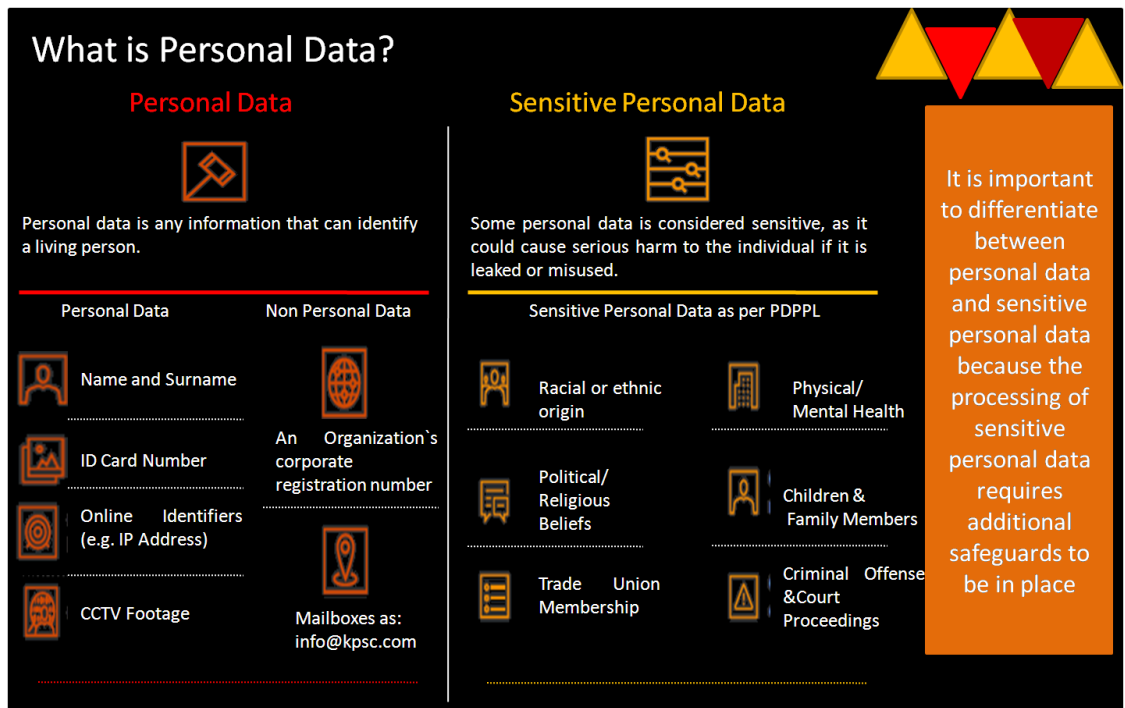 What is Personal Data?
Personal Data
Personal data is any information that can identify
a living person.
Personal Data
Name and Surname
ID Card Number
Online Identifiers
(e.g. IP Address)
CCTV Footage
Non Personal Data
An Organization`s
corporate
registration number
Mailboxes as:
info@kpsc.com
Sensitive Personal Data
Some personal data is considered sensitive, as it
could cause serious harm to the individual if it is
leaked or misused.
Sensitive Personal Data as per PDPPL
Racial or ethnic
origin
Political/
Religious
Beliefs
Trade Union
Membership
Physical/
Mental Health
Children &
Family Members
Criminal Offense
&Court
Proceedings
It is important
to differentiate
between
personal data
and sensitive
personal data
because the
processing of
sensitive
personal data
requires
additional
safeguards to
be in place